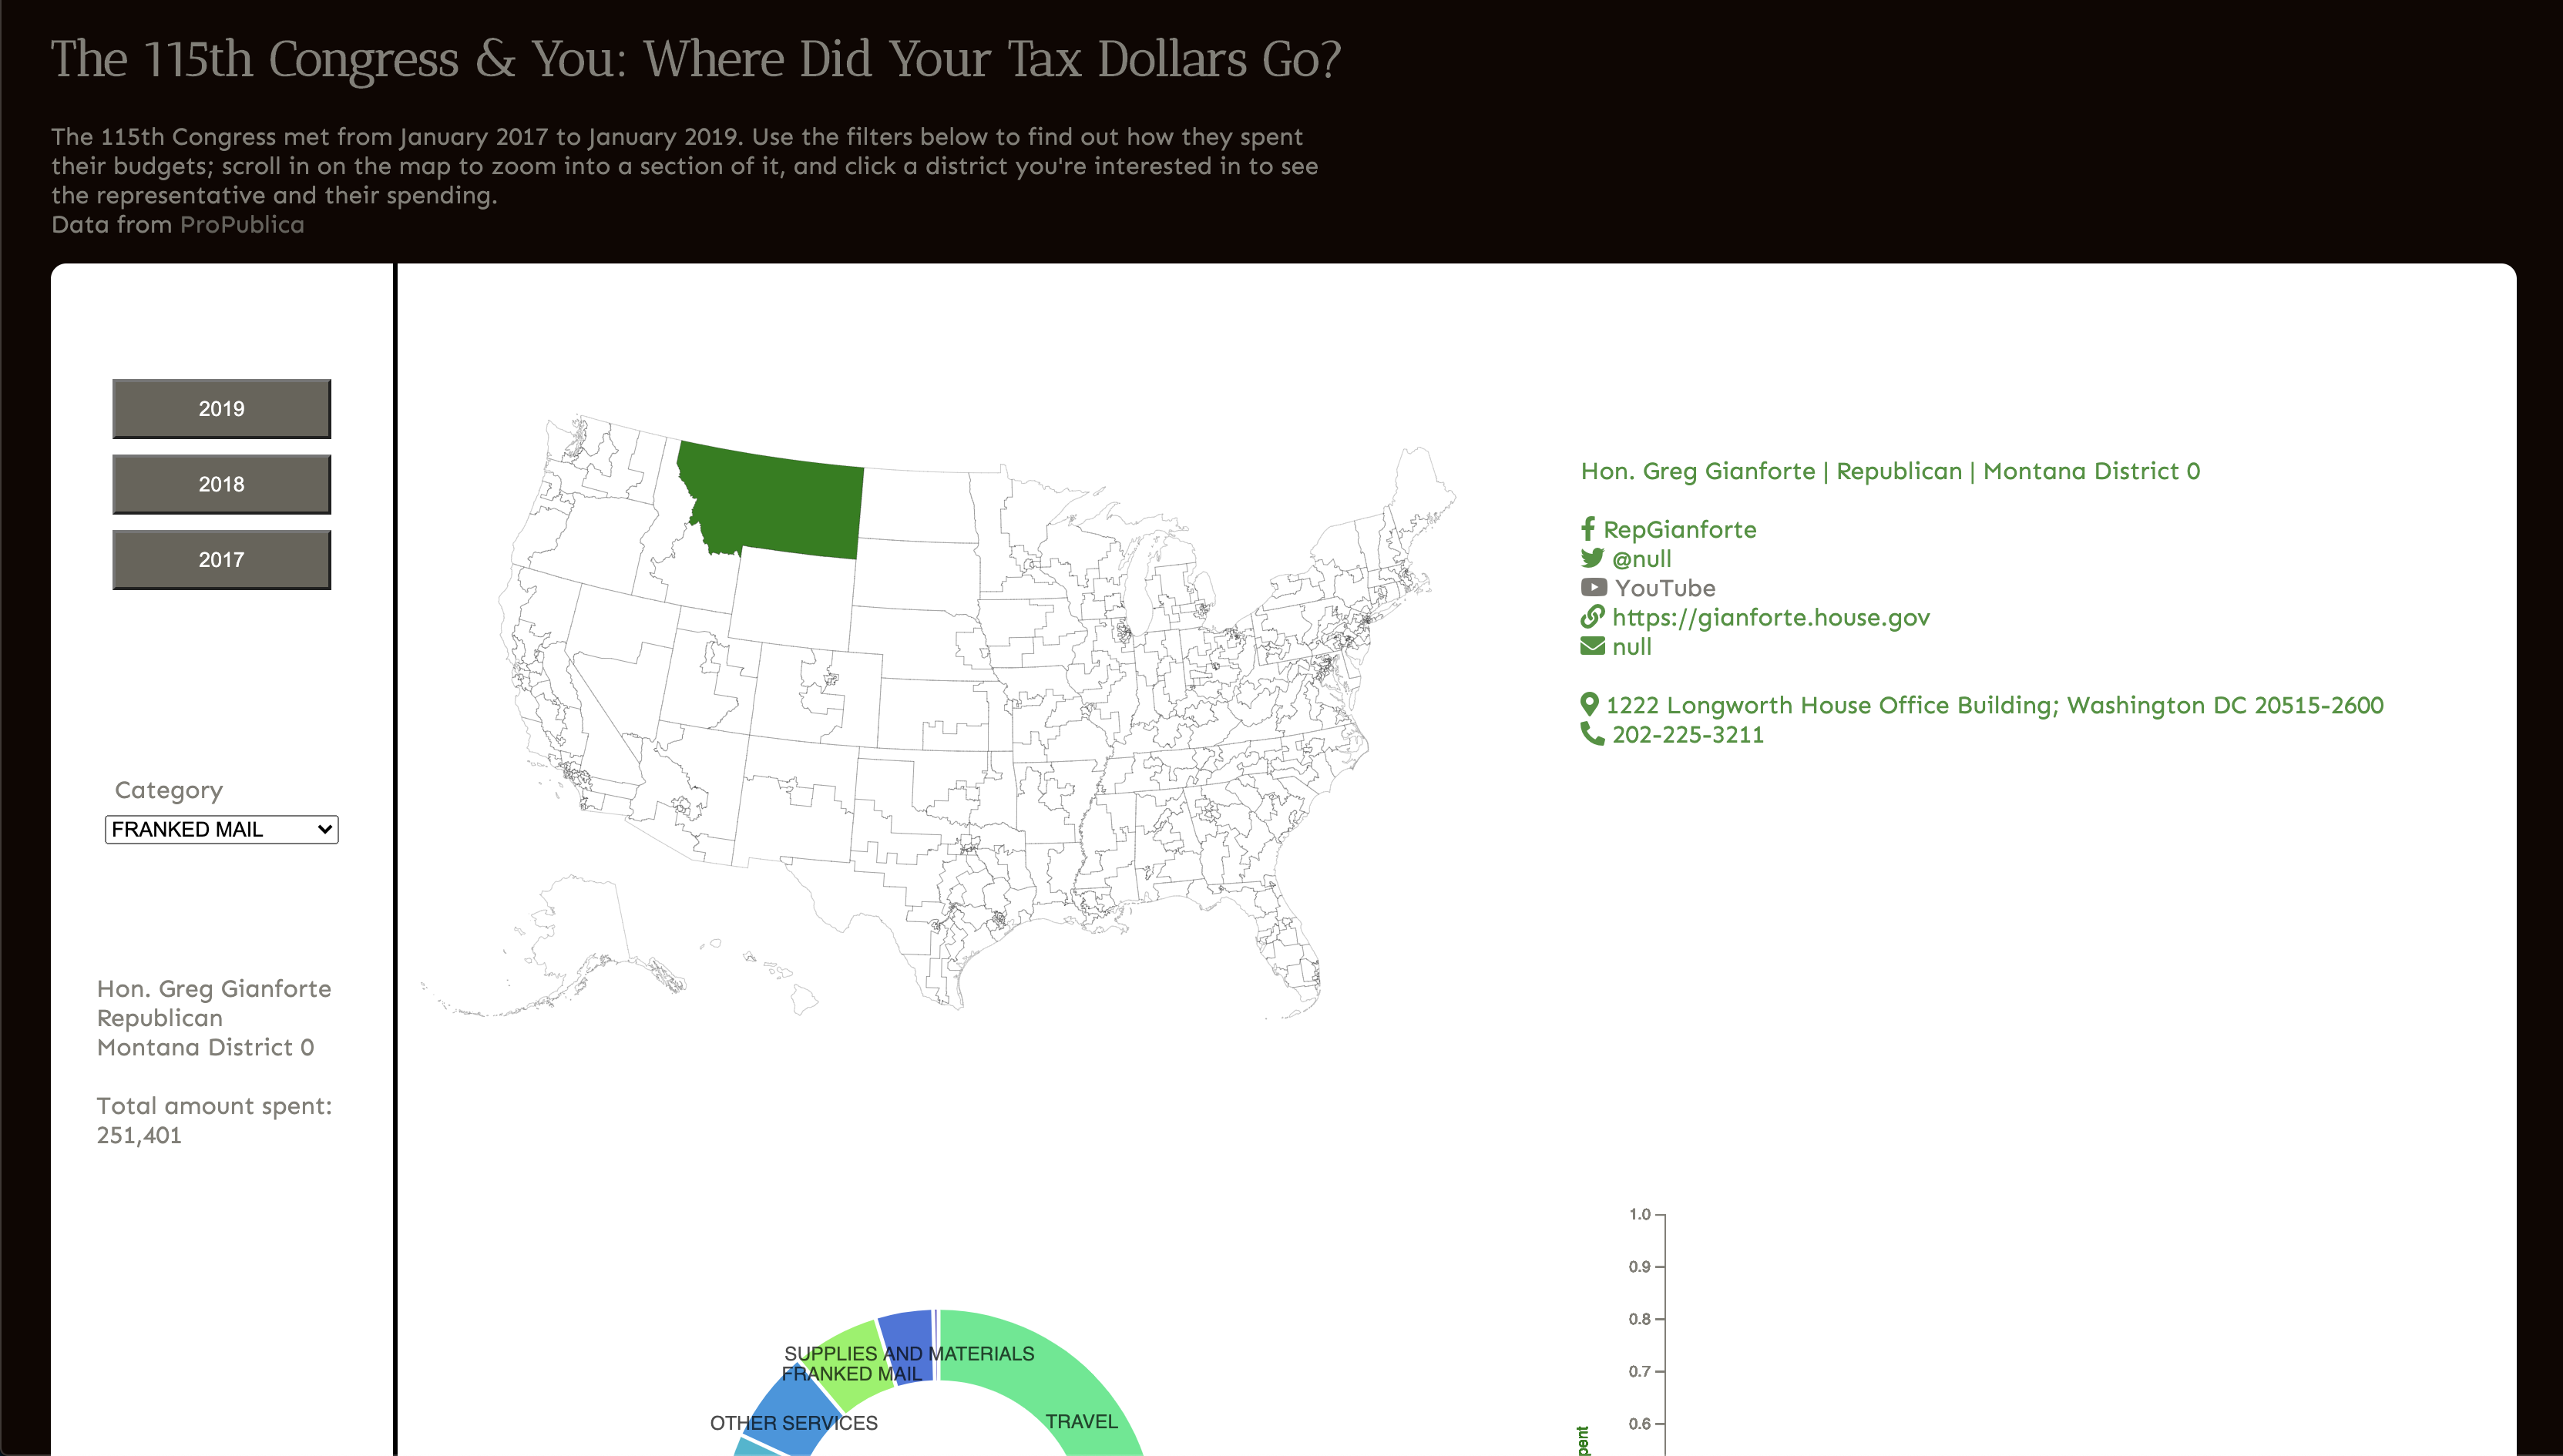 The 115th Congress & You: Where Did Your Tax Dollars Go?
The 115th Congress met from January 2017 to January 2019. Use the filters below to find out how they spent
their budgets; scroll in on the map to zoom into a section of it, and click a district you're interested in to see
the representative and their spending.
Data from ProPublica
2019
2018
2017
Category
FRANKED MAIL
Hon. Greg Gianforte
Republican
Montana District 0
Total amount spent:
251,401
Hon. Greg Gianforte | Republican | Montana District 0
RepGianforte
@null
YouTube
https://gianforte.house.gov
null
1222 Longworth House Office Building; Washington DC 20515-2600
202-225-3211
SUPPLIES AND MATERIALS
FRANKED MAIL
OTHER SERVICES
TRAVEL
1.0
0.9
0.8
0.7
0.6